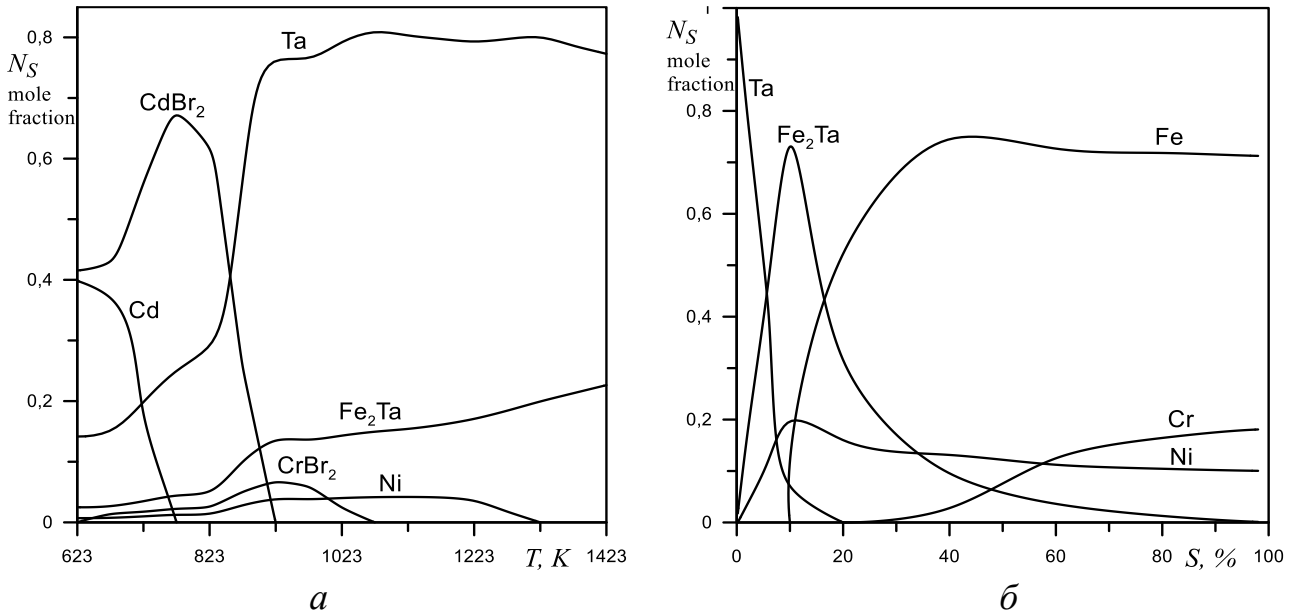 0,8
N_S
mole
fraction
0,6
0,4
0,2
0
Ta
CdBr₂
Cd
Fe₂Ta
CrBr₂
Ni
623
823
1023
1223
T, K
1423
а
1
N_S
mole
fraction
0,8
0,6
0,4
0,2
0
Ta
Fe₂Ta
Fe
Cr
Ni
0
20
40
60
80
S, %
100
б